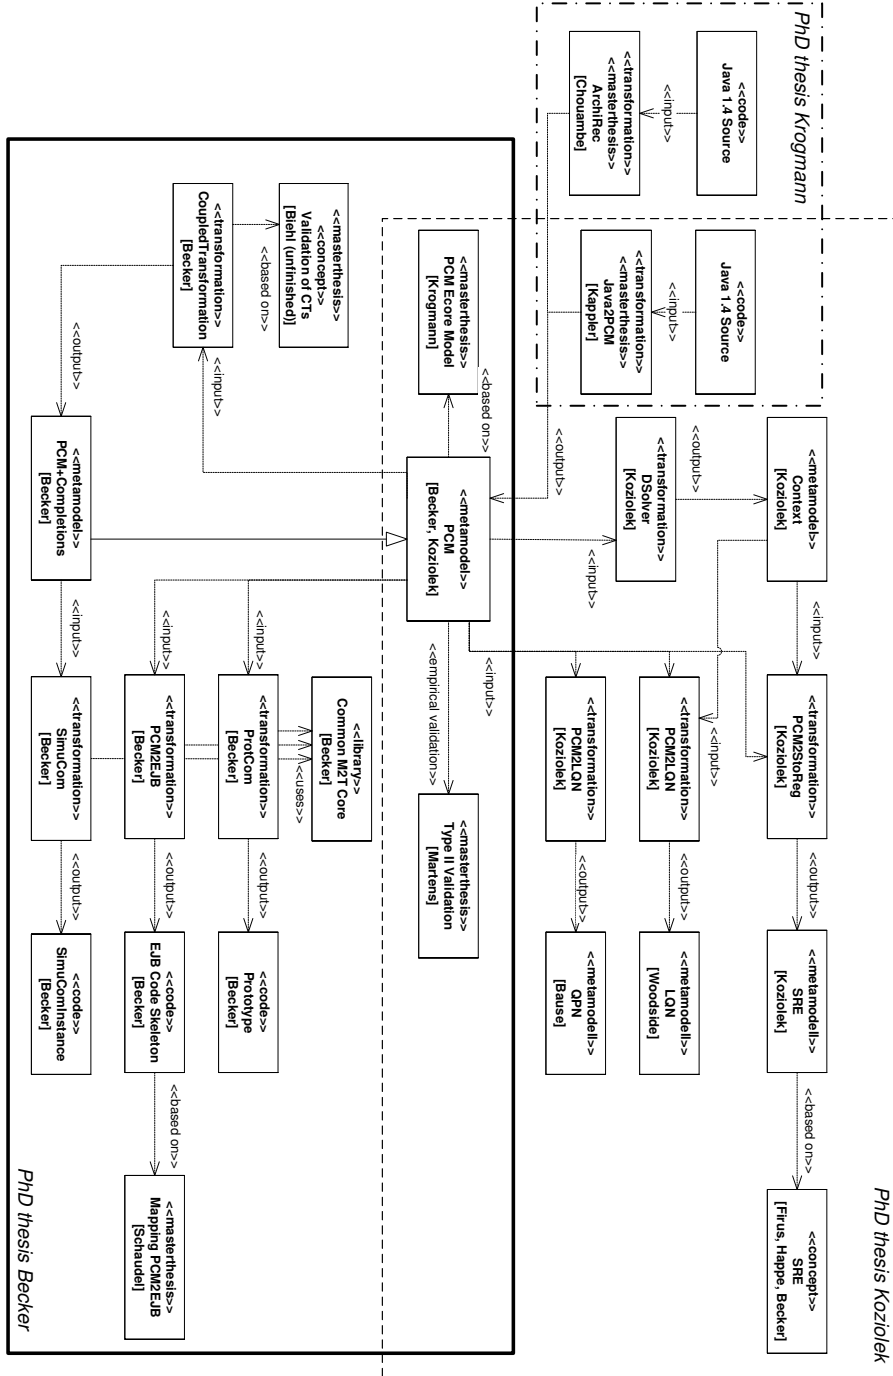 PhD thesis Krogmann
<<code>>
Java 1.4 Source
<<input>>
<<transformation>>
<<masterthesis>>
ArchiRec
[Chouambe]
<<code>>
Java 1.4 Source
<<input>>
<<transformation>>
<<masterthesis>>
Java2PCM
[Kappler]
<<output>>
PhD thesis Koziolek
<<metamodel>>
Context
[Koziolek]
<<output>>
<<transformation>>
DSolver
[Koziolek]
<<input>>
<<input>>
<<transformation>>
PCM2StoReg
[Koziolek]
<<output>>
<<metamodell>>
SRE
[Koziolek]
<<based on>>
<<concept>>
SRE
[Firus, Happe, Becker]
<<input>>
<<transformation>>
PCM2LQN
[Koziolek]
<<output>>
<<metamodell>>
LQN
[Woodside]
<<transformation>>
PCM2LQN
[Koziolek]
<<output>>
<<metamodell>>
QPN
[Bause]
<<input>>
<<masterthesis>>
PCM Ecore Model
[Krogmann]
<<based on>>
<<metamodel>>
PCM
[Becker, Koziolek]
<<empirical validation>>
<<masterthesis>>
Type II Validation
[Martens]
<<masterthesis>>
<<concept>>
Validation of CTs
[Biehl (unfinished)]
<<based on>>
<<transformation>>
CoupledTransformation
[Becker]
<<input>>
<<output>>
<<library>>
Common M2T Core
[Becker]
<<uses>>
<<input>>
<<transformation>>
ProtCom
[Becker]
<<output>>
<<code>>
Prototype
[Becker]
<<input>>
<<transformation>>
PCM2EJB
[Becker]
<<output>>
<<code>>
EJB Code Skeleton
[Becker]
<<based on>>
<<masterthesis>>
Mapping PCM2EJB
[Schaudel]
<<metamodel>>
PCM+Completions
[Becker]
<<input>>
<<transformation>>
SimuCom
[Becker]
<<output>>
<<code>>
SimuComInstance
[Becker]
PhD thesis Becker